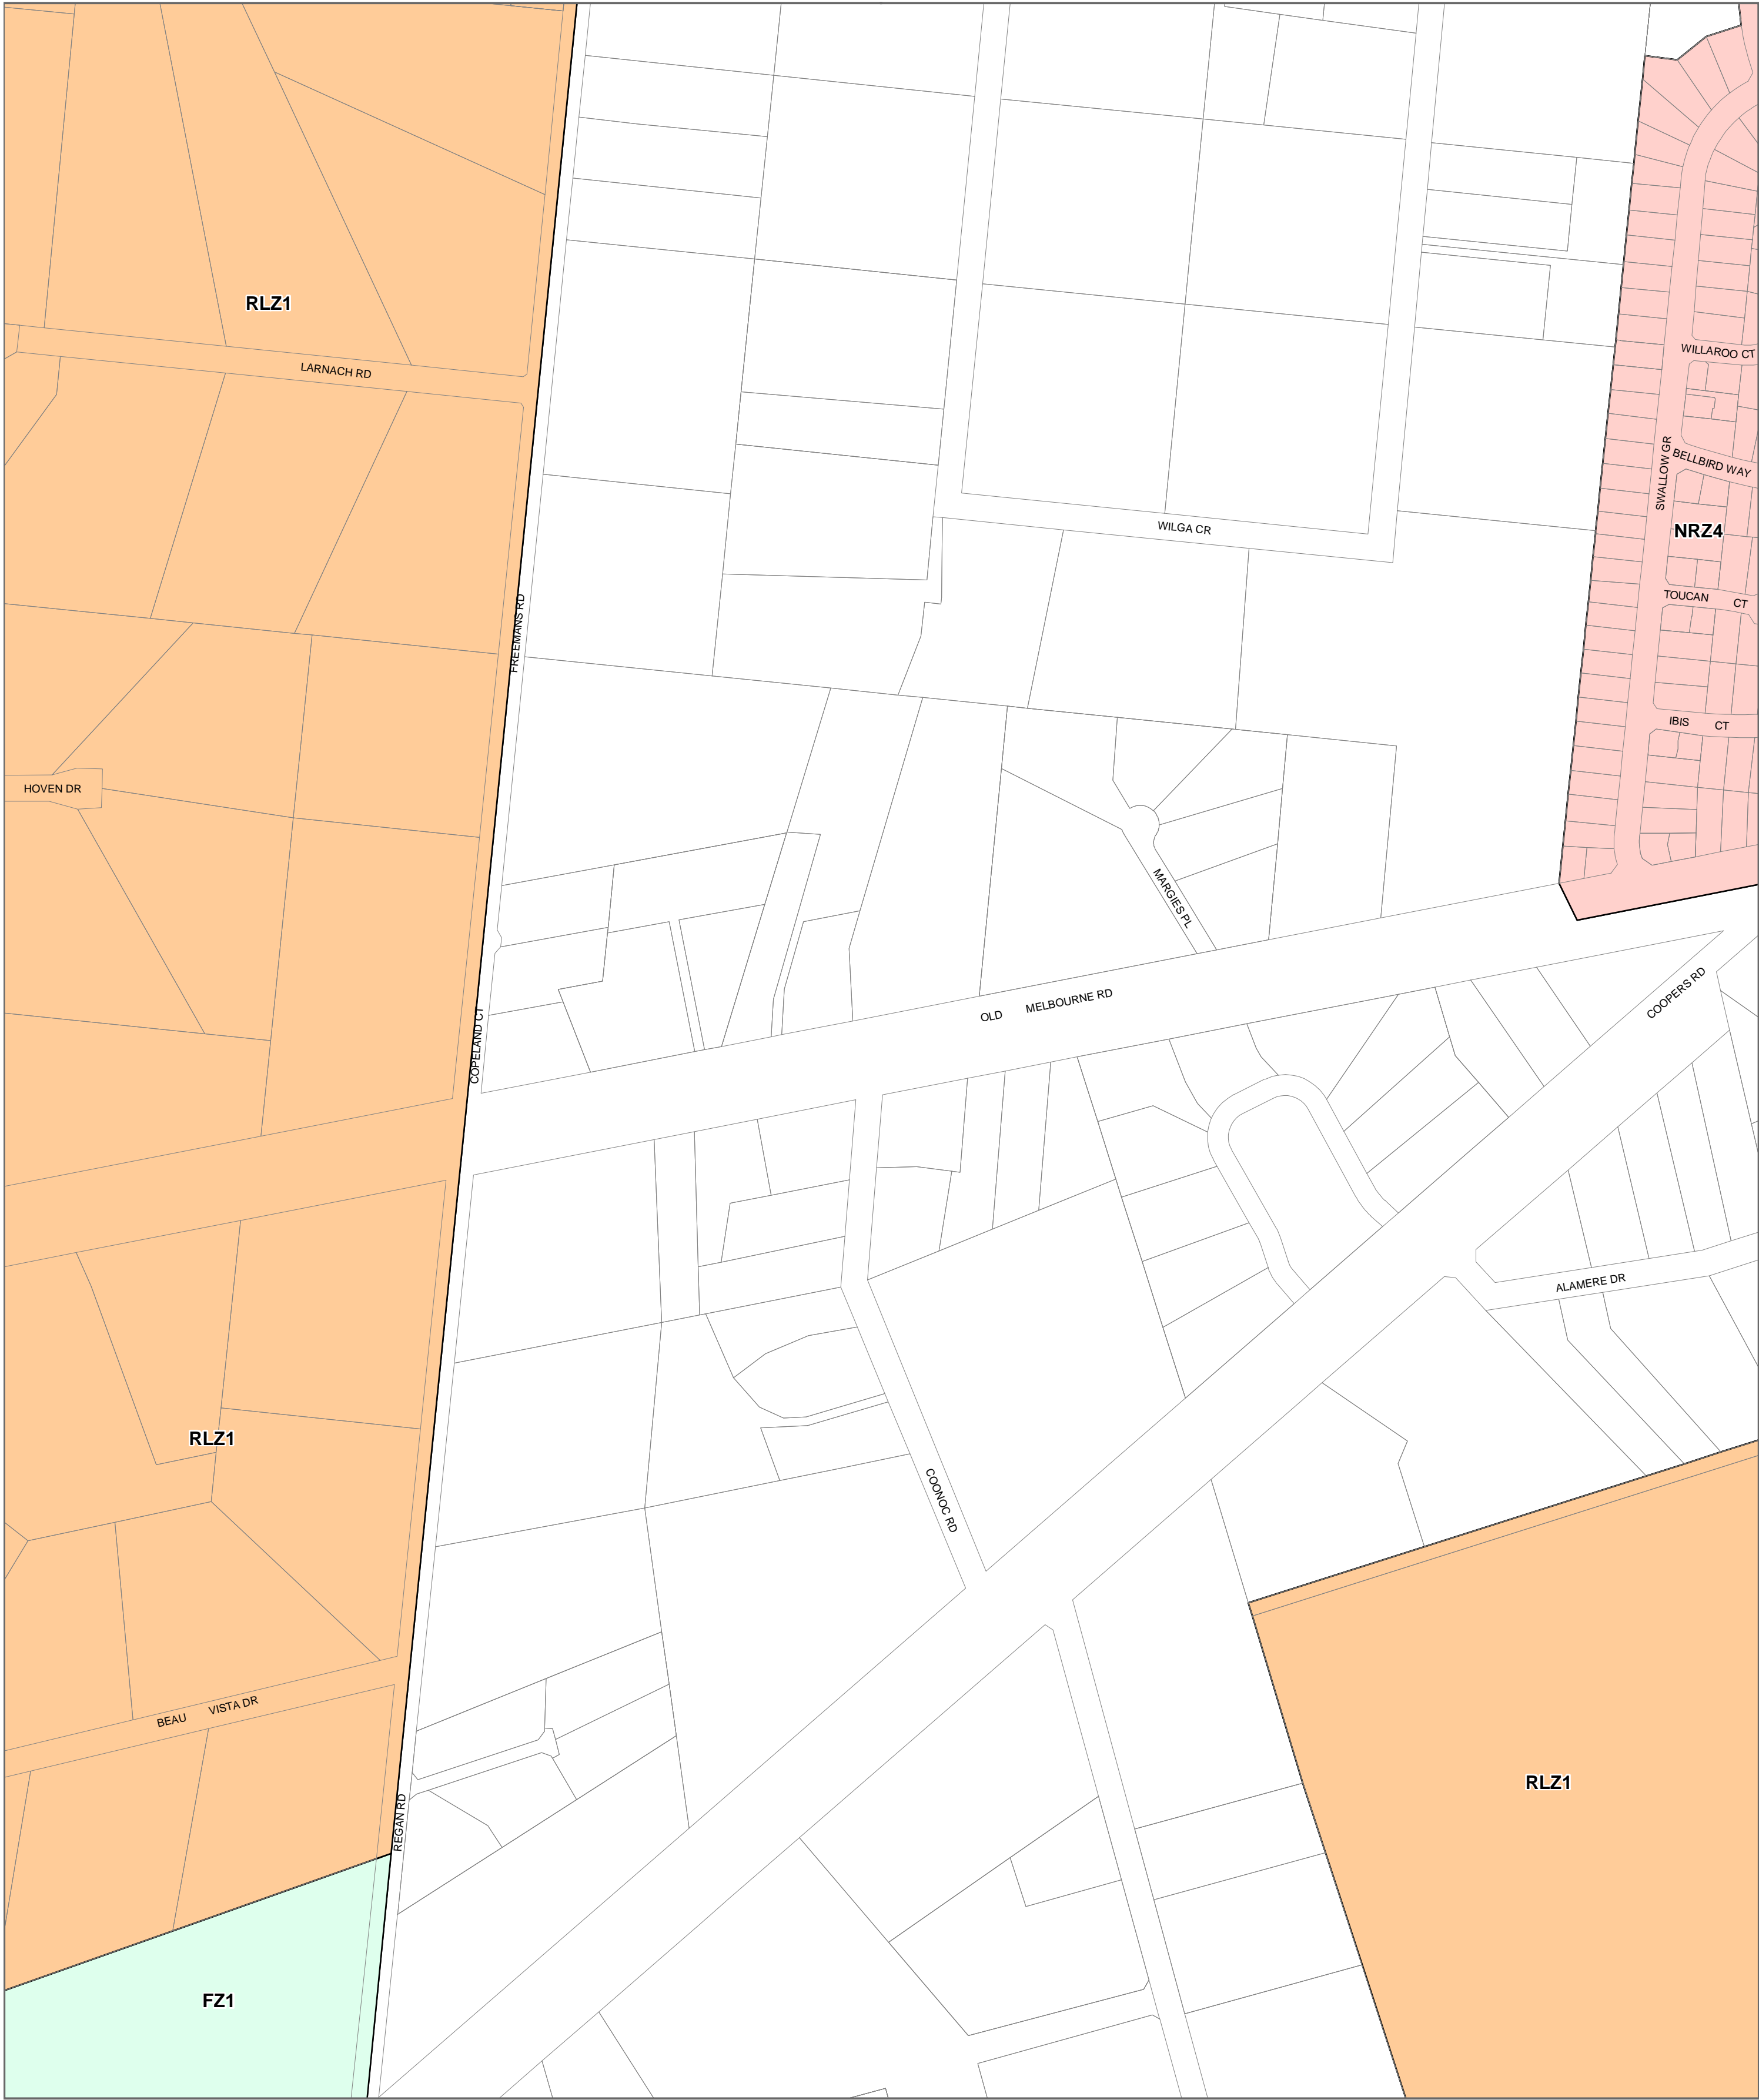 RLZ1
LARNACH RD
WILLAROO CT
SWALLOW GR
BELLBIRD WAY
WILGA CR
NRZ4
TOUCAN CT
FREEMANS RD
IBIS CT
HOVEN DR
MARGIES PL
OLD MELBOURNE RD
COOPERS RD
COPELAND CT
ALAMERE DR
RLZ1
COONOC RD
BEAU VISTA DR
RLZ1
REGAN RD
FZ1